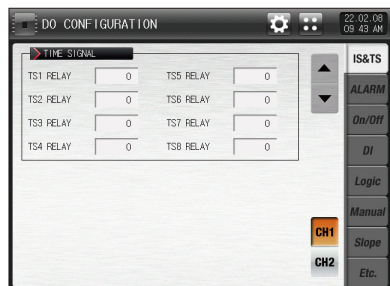 DO CONFIGURATION
22.02.08
09 43 AM
TIME SIGNAL
TS1 RELAY 0 TS5 RELAY 0
TS2 RELAY 0 TS6 RELAY 0
TS3 RELAY 0 TS7 RELAY 0
TS4 RELAY 0 TS8 RELAY 0
IS&TS
ALARM
On/Off
DI
Logic
Manual
Slope
Etc.
CH1
CH2